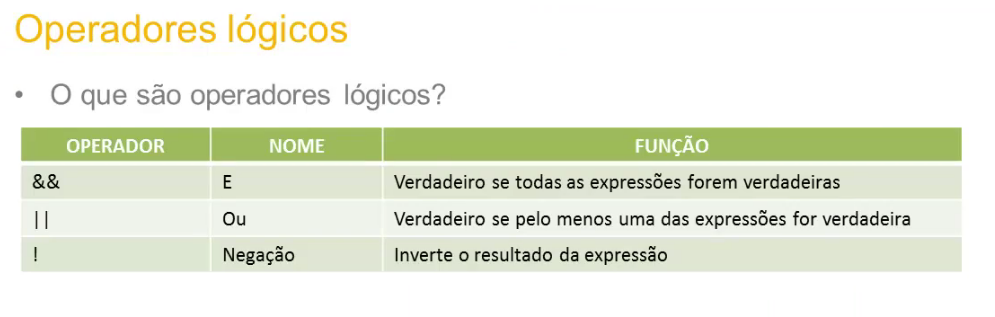 Operadores lógicos
• O que são operadores lógicos?
OPERADOR NOME FUNÇÃO
&& E Verdadeiro se todas as expressões forem verdadeiras
|| Ou Verdadeiro se pelo menos uma das expressões for verdadeira
! Negação Inverte o resultado da expressão